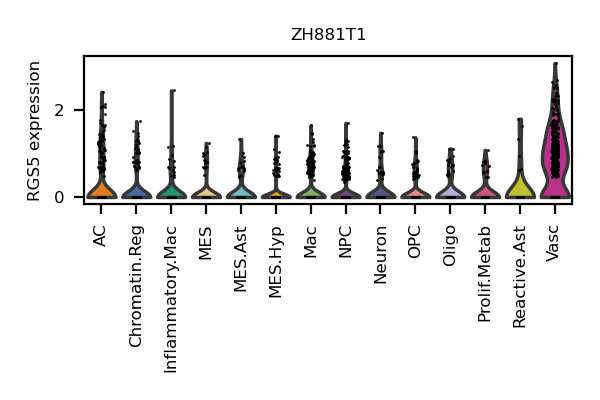 ZH881T1
RGS5 expression
2
0
AC
Chromatin.Reg
Inflammatory.Mac
MES
MES.Ast
MES.Hyp
Mac
NPC
Neuron
OPC
Oligo
Prolif.Metab
Reactive.Ast
Vasc